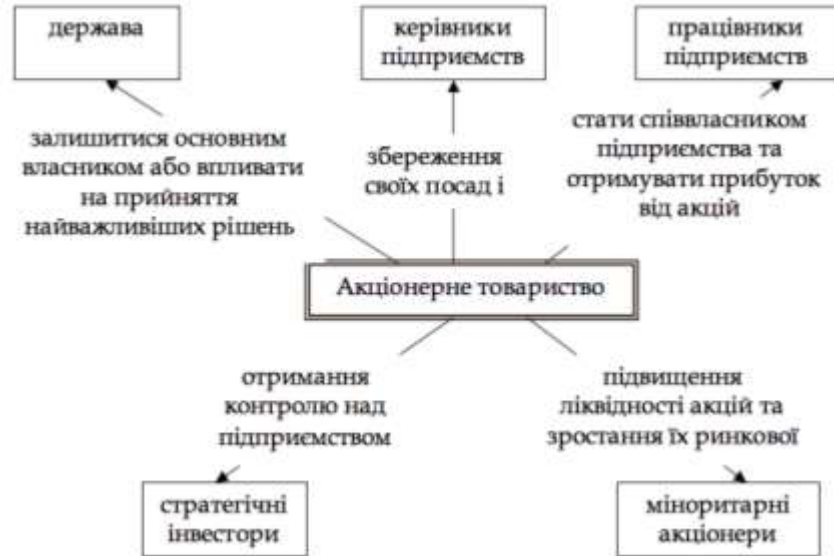 держава
керівники
підприємств
працівники
підприємств
залишитися основним
власником або впливати
на прийняття
найважливіших рішень
збереження
своїх посад і
стати співвласником
підприємства та
отримувати прибуток
від акцій
Акціонерне товариство
отримання
контролю над
підприємством
підвищення
ліквідності акцій та
зростання їх ринкової
стратегічні
інвестори
міноритарні
акціонери